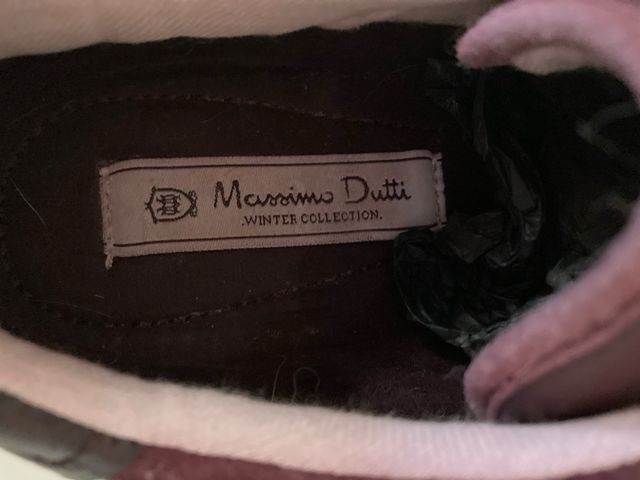 Massimo Dutti
.WINTER COLLECTION.